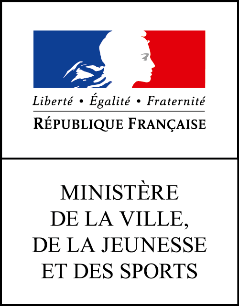 Liberté • Égalité • Fraternité
RÉPUBLIQUE FRANÇAISE
MINISTÈRE
DE LA VILLE,
DE LA JEUNESSE
ET DES SPORTS